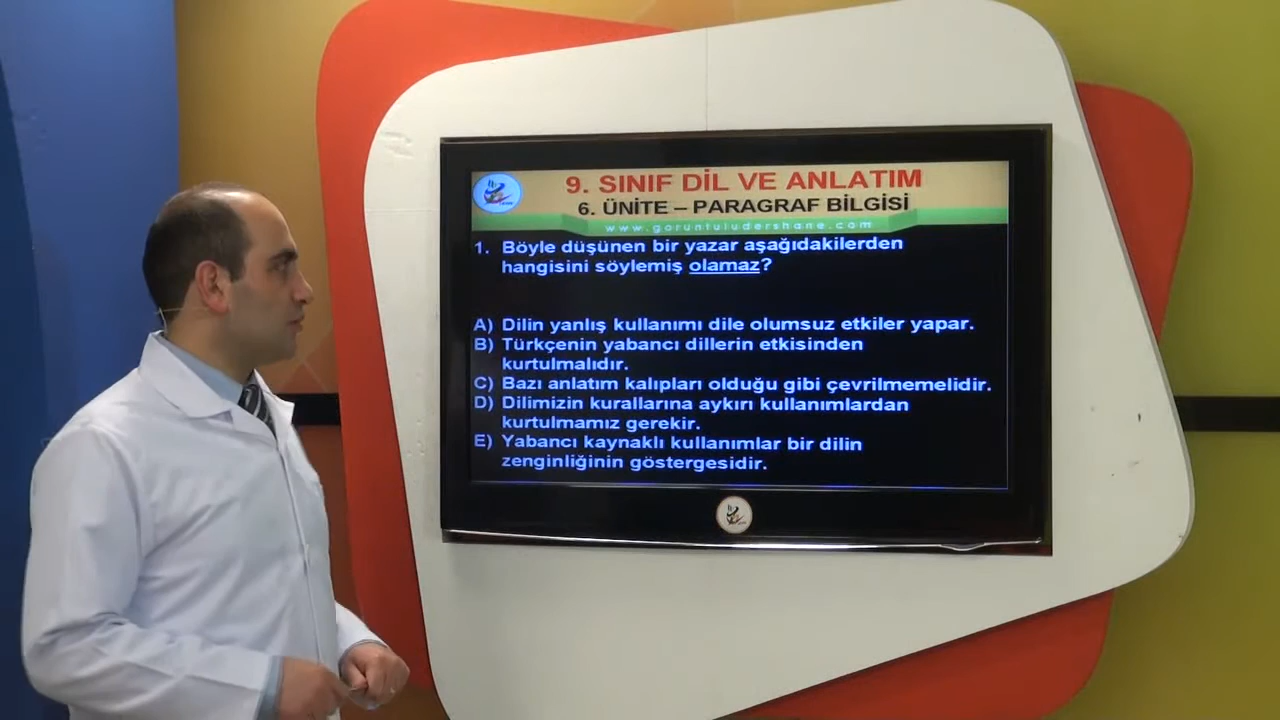 9. SINIF DİL VE ANLATIM
6. ÜNİTE – PARAGRAF BİLGİSİ
www.goruntuludershane.com
1. Böyle düşünen bir yazar aşağıdakilerden
hangisini söylemiş olamaz?
A) Dilin yanlış kullanımı dile olumsuz etkiler yapar.
B) Türkçenin yabancı dillerin etkisinden
kurtulmalıdır.
C) Bazı anlatım kalıpları olduğu gibi çevrilmemelidir.
D) Dilimizin kurallarına aykırı kullanımlardan
kurtulmamız gerekir.
E) Yabancı kaynaklı kullanımlar bir dilin
zenginliğinin göstergesidir.